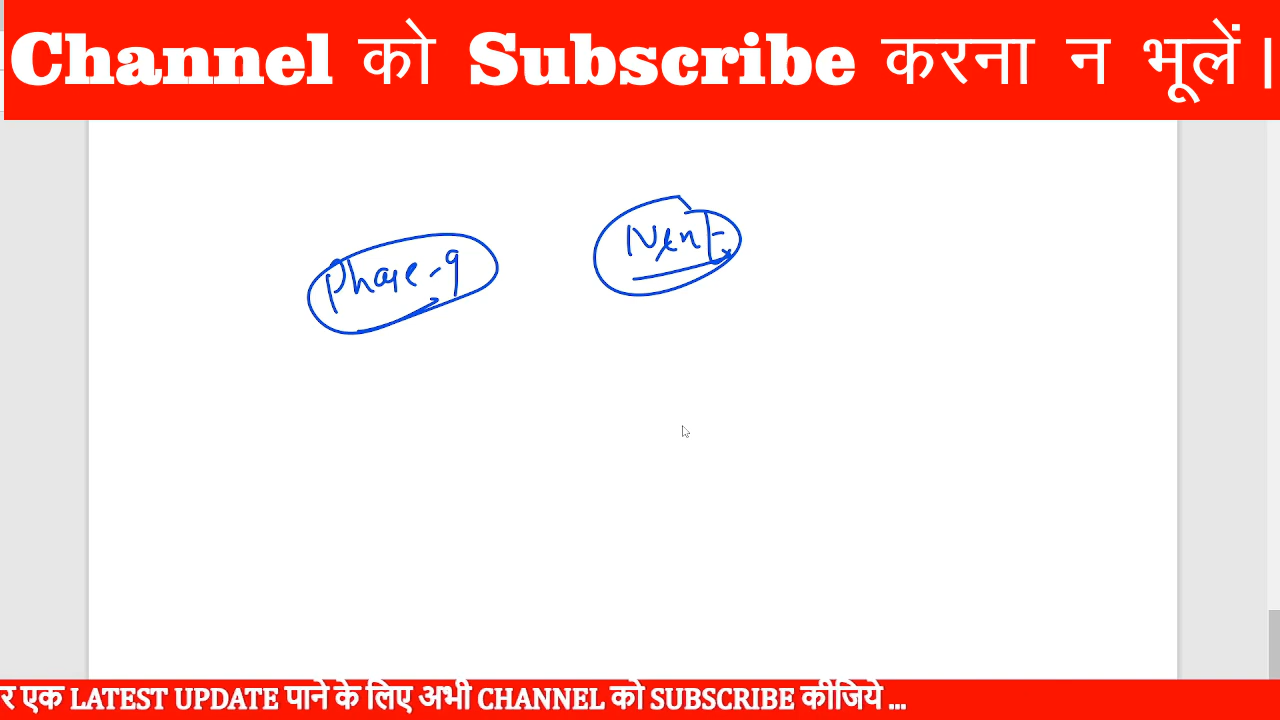 Channel को Subscribe करना न भूलें।
Phase-9
Next
र एक LATEST UPDATE पाने के लिए अभी CHANNEL को SUBSCRIBE कीजिये ...